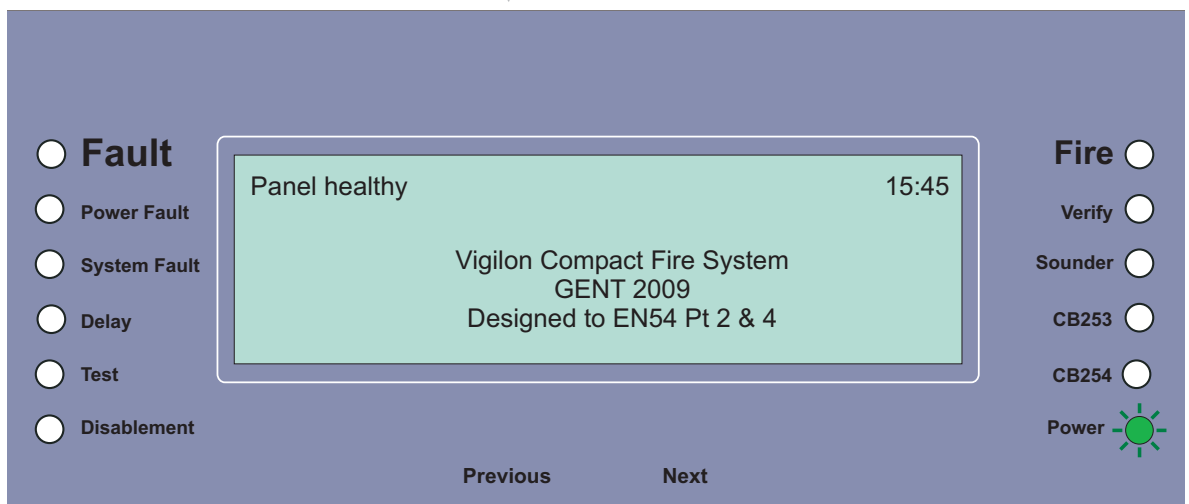 Fault
Power Fault
System Fault
Delay
Test
Disablement
Panel healthy 15:45
Vigilon Compact Fire System
GENT 2009
Designed to EN54 Pt 2 & 4
Fire
Verify
Sounder
CB253
CB254
Power
Previous Next